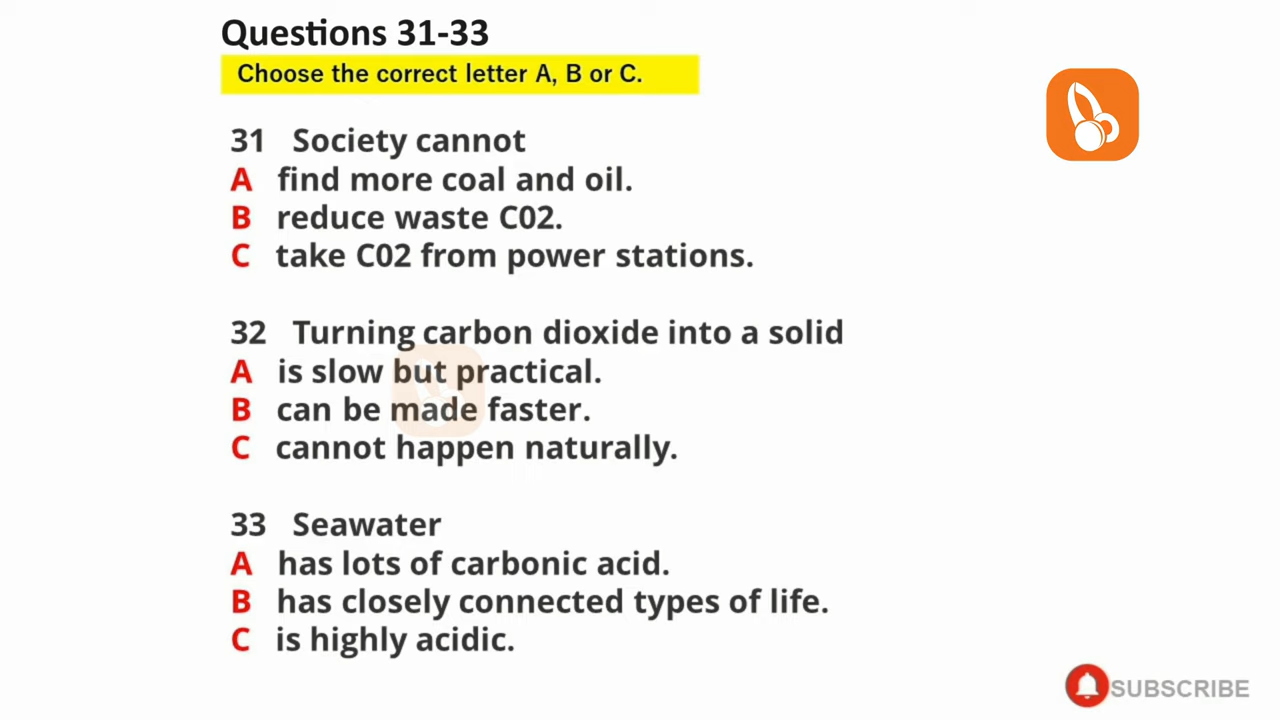 Questions 31-33
Choose the correct letter A, B or C.
31 Society cannot
A find more coal and oil.
B reduce waste C02.
C take C02 from power stations.
32 Turning carbon dioxide into a solid
A is slow but practical.
B can be made faster.
C cannot happen naturally.
33 Seawater
A has lots of carbonic acid.
B has closely connected types of life.
C is highly acidic.
SUBSCRIBE